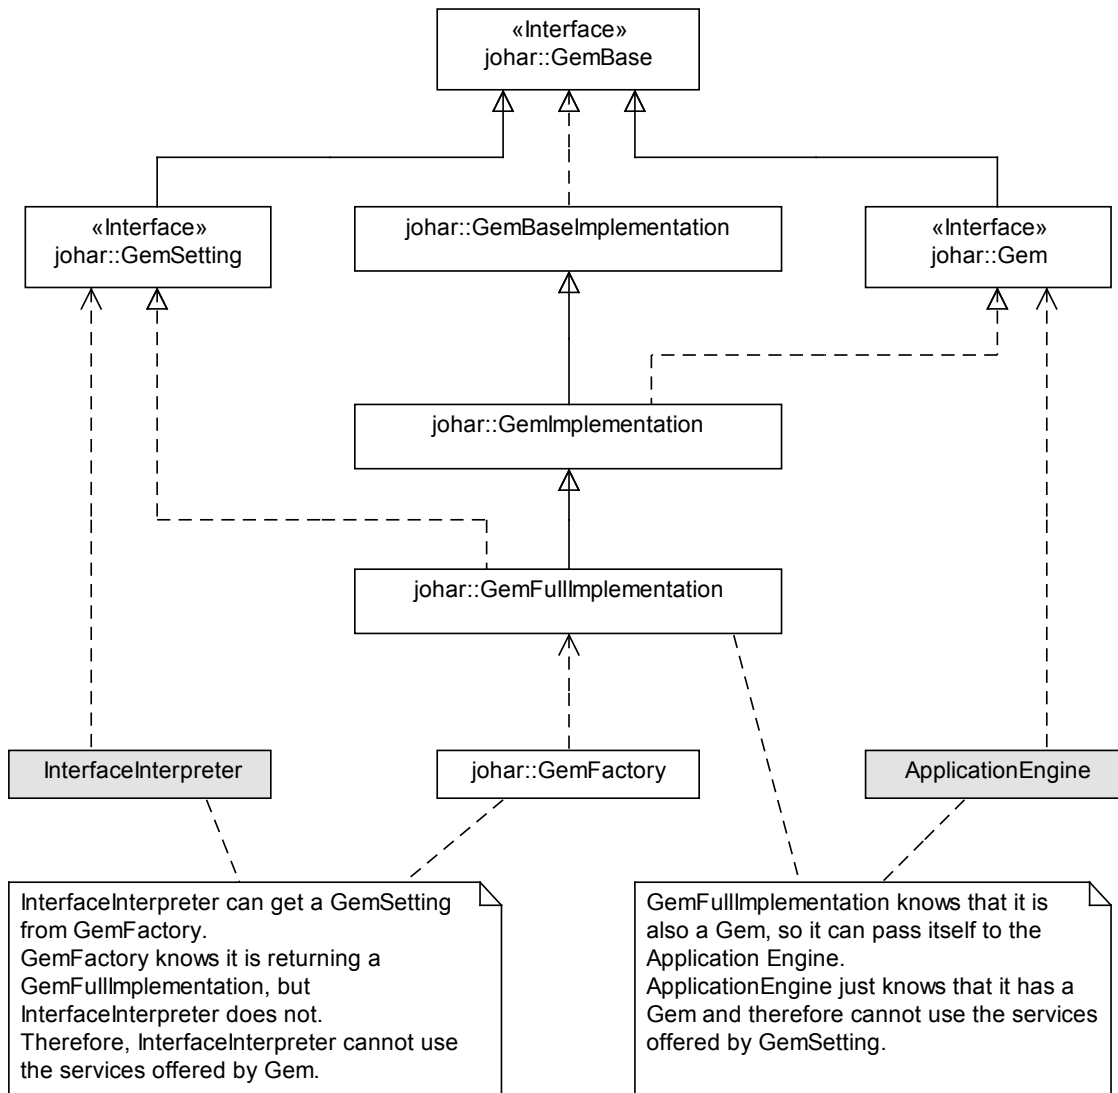 «Interface»
johar::GemBase
«Interface»
johar::GemSetting
johar::GemBaseImplementation
«Interface»
johar::Gem
johar::GemImplementation
johar::GemFullImplementation
InterfaceInterpreter
johar::GemFactory
ApplicationEngine
InterfaceInterpreter can get a GemSetting
from GemFactory.
GemFactory knows it is returning a
GemFullImplementation, but
InterfaceInterpreter does not.
Therefore, InterfaceInterpreter cannot use
the services offered by Gem.
GemFullImplementation knows that it is
also a Gem, so it can pass itself to the
Application Engine.
ApplicationEngine just knows that it has a
Gem and therefore cannot use the services
offered by GemSetting.